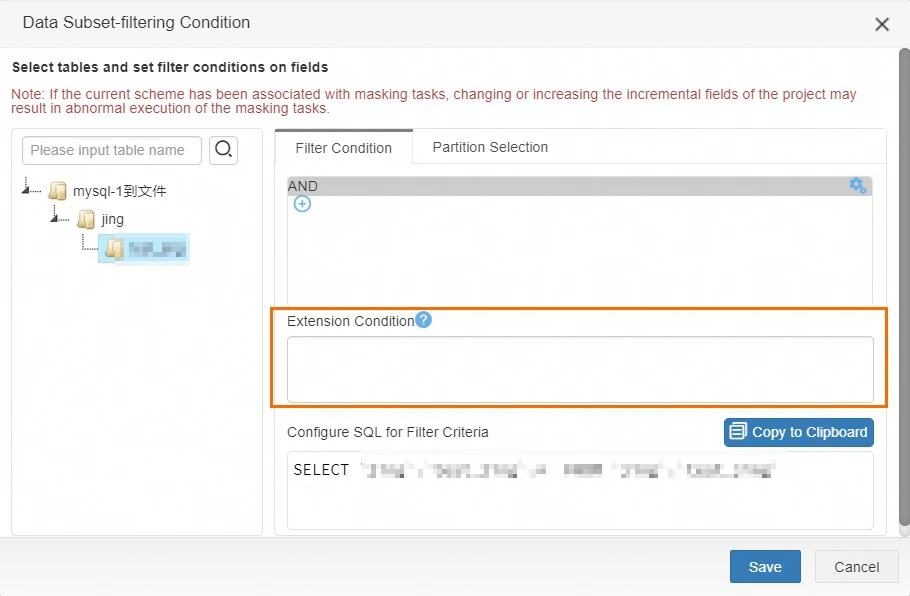 Data Subset-filtering Condition
Select tables and set filter conditions on fields
Note: If the current scheme has been associated with masking tasks, changing or increasing the incremental fields of the project may
result in abnormal execution of the masking tasks.
Please input table name
mysql-1到文件
jing
Filter Condition
Partition Selection
AND
Extension Condition
Configure SQL for Filter Criteria
Copy to Clipboard
SELECT
Save
Cancel